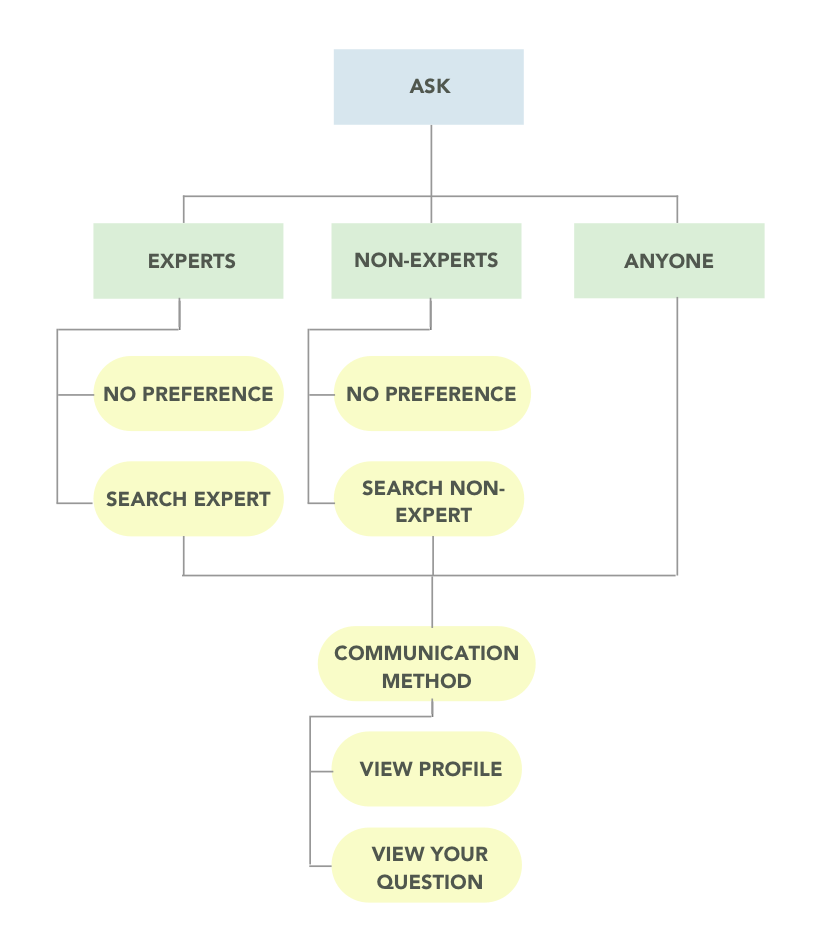 ASK
EXPERTS
NON-EXPERTS
ANYONE
NO PREFERENCE
NO PREFERENCE
SEARCH EXPERT
SEARCH NON-
EXPERT
COMMUNICATION
METHOD
VIEW PROFILE
VIEW YOUR
QUESTION